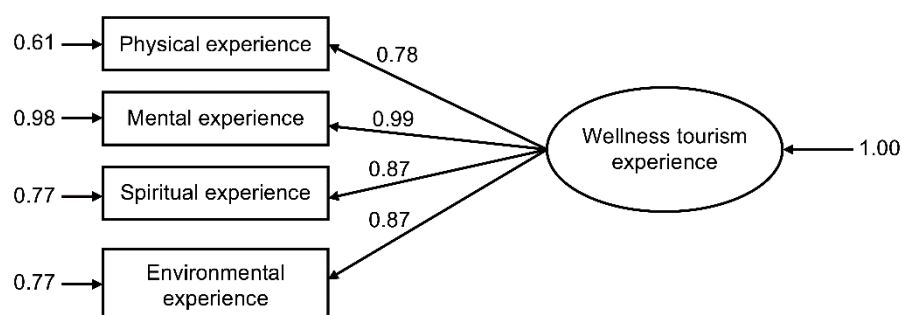 0.61
Physical experience
0.78
0.98
Mental experience
0.99
Wellness tourism
experience
1.00
0.77
Spiritual experience
0.87
0.87
0.77
Environmental
experience